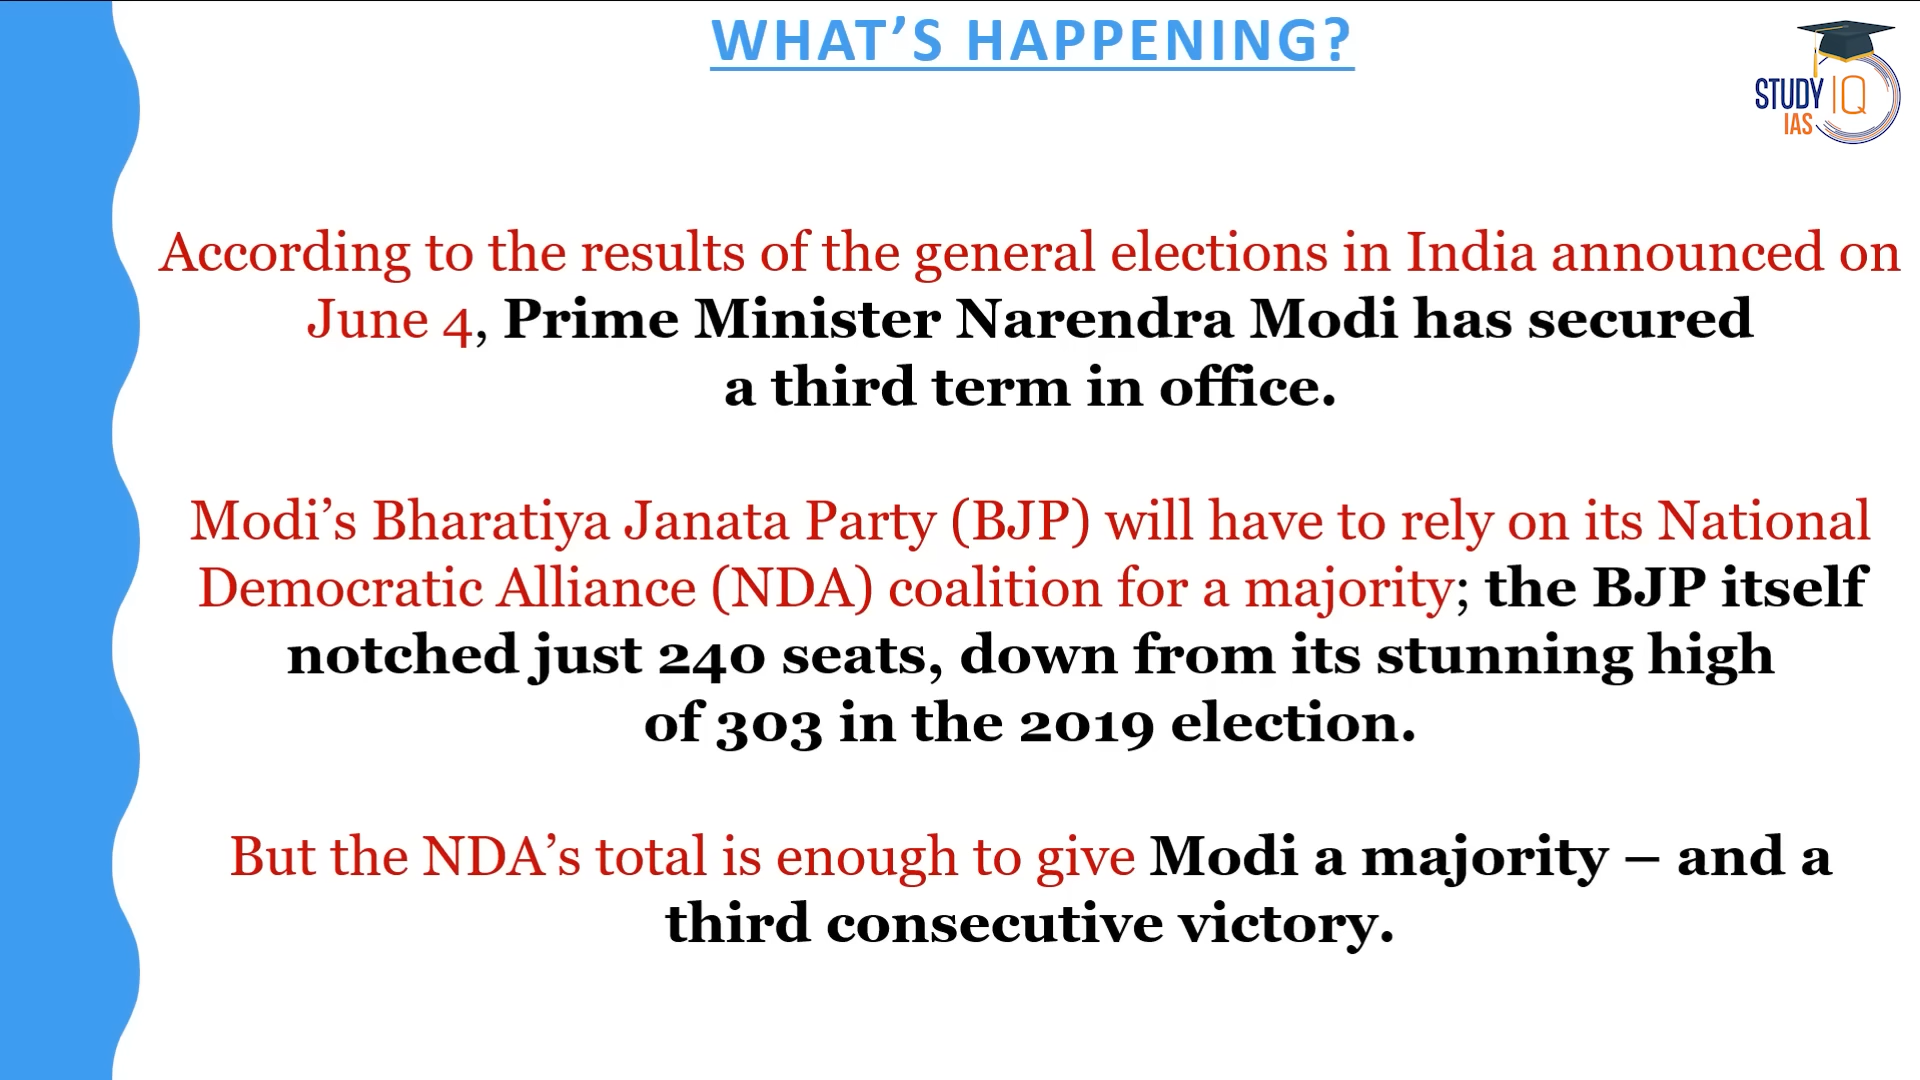 WHAT'S HAPPENING?
STUDY IQ
IAS
According to the results of the general elections in India announced on
June 4, Prime Minister Narendra Modi has secured
a third term in office.
Modi’s Bharatiya Janata Party (BJP) will have to rely on its National
Democratic Alliance (NDA) coalition for a majority; the BJP itself
notched just 240 seats, down from its stunning high
of 303 in the 2019 election.
But the NDA’s total is enough to give Modi a majority – and a
third consecutive victory.